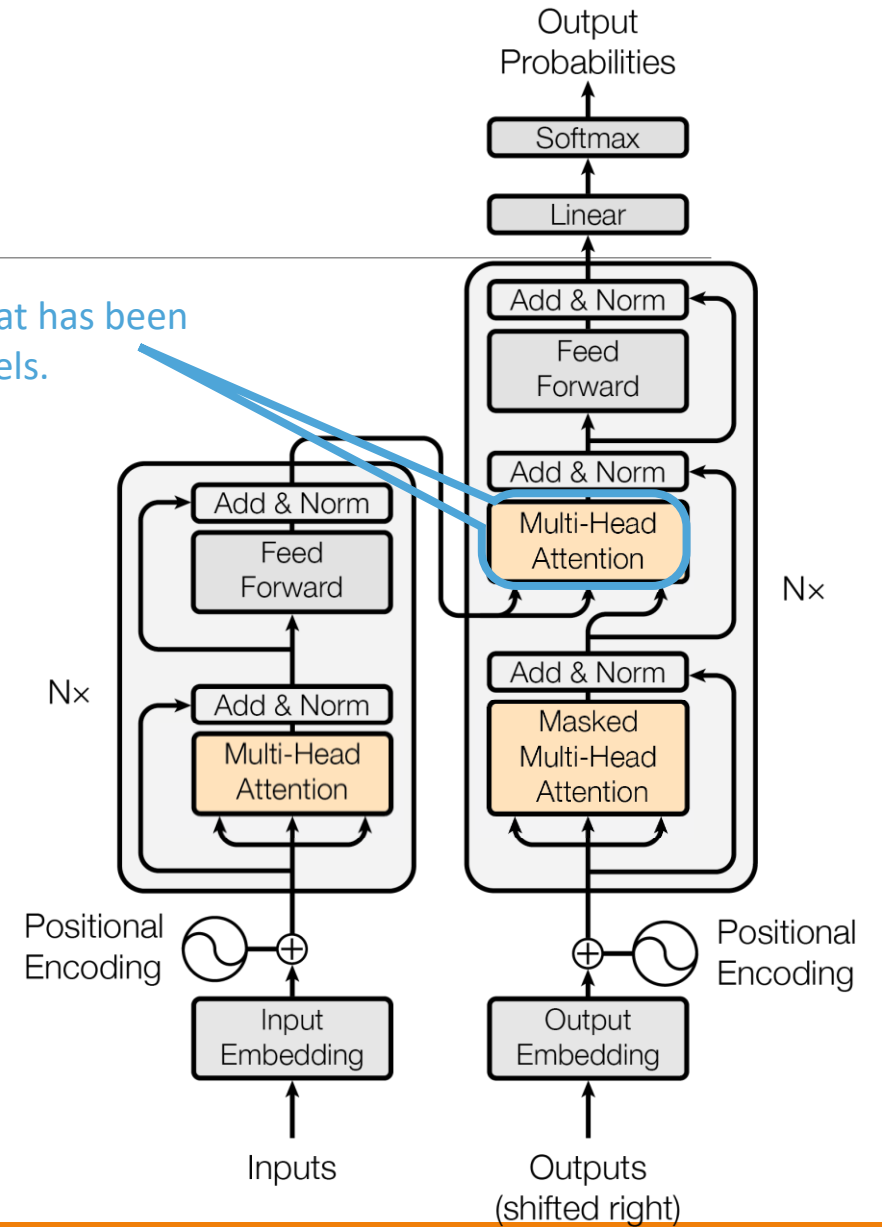 Output
Probabilities
Softmax
Linear
Add & Norm
Feed
Forward
Add & Norm
Multi-Head
Attention
Nx
Add & Norm
Masked
Multi-Head
Attention
Positional
Encoding
Output
Embedding
Outputs
(shifted right)
at has been
els.
Add & Norm
Feed
Forward
Nx
Add & Norm
Multi-Head
Attention
Positional
Encoding
Input
Embedding
Inputs